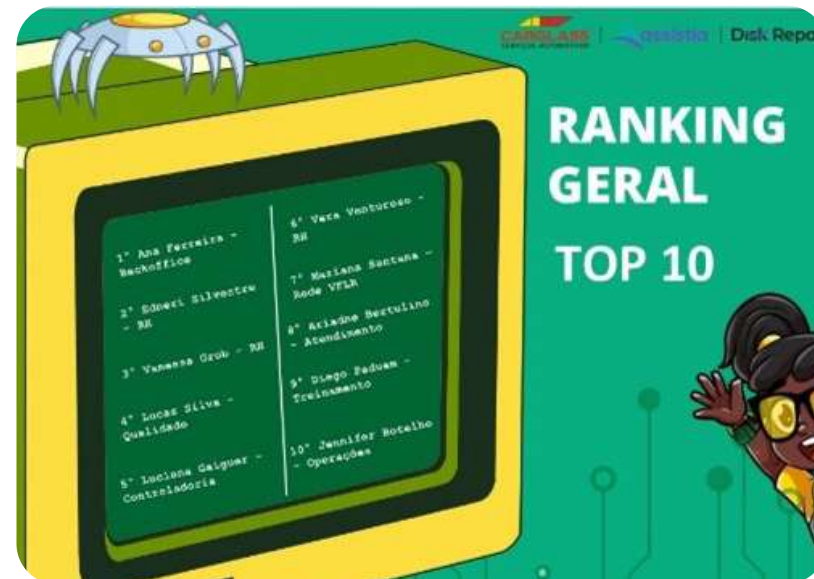 CARGLASS
assistia
Disk Repa
RANKING
GERAL
TOP 10
1° Ana Ferreira -
Backoffice
2° Edneri Silvestre
- RH
3° Vanessa Grub - RH
4° Lucas Silva -
Qualidade
5° Luciana Gaiguer -
Controladoria
6° Vera Venturoso -
RH
7° Mariana Santana -
Rede VFLR
8° Ariadne Bertulino
- Atendimento
9° Diego Paduam -
Treinamento
10° Jennifer Botelho
- Operações